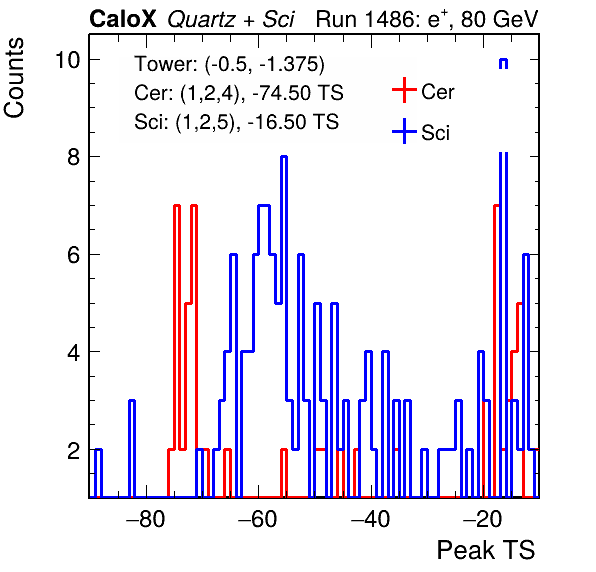 CaloX Quartz + Sci Run 1486: e+, 80 GeV
Tower: (-0.5, -1.375)
Cer: (1,2,4), -74.50 TS
Sci: (1,2,5), -16.50 TS
Cer
Sci
Counts
10
8
6
4
2
−80 −60 −40 −20
Peak TS